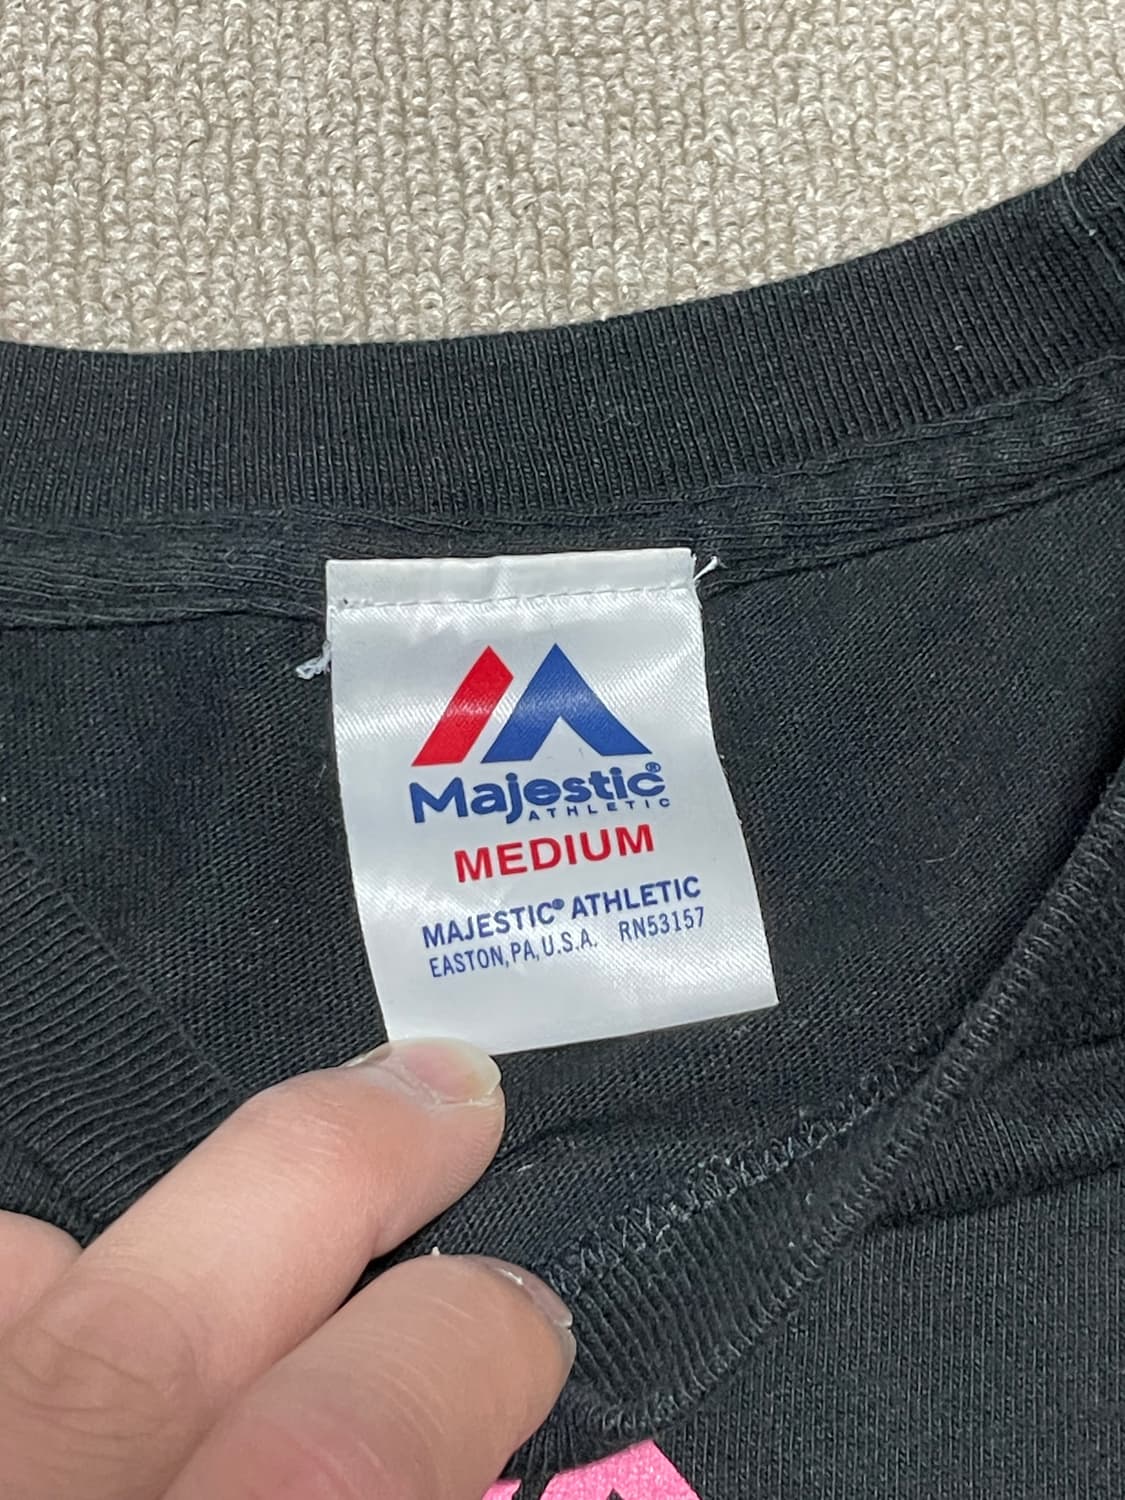 Majestic®
ATHLETIC
MEDIUM
MAJESTIC® ATHLETIC
EASTON, PA, U.S.A. RN53157